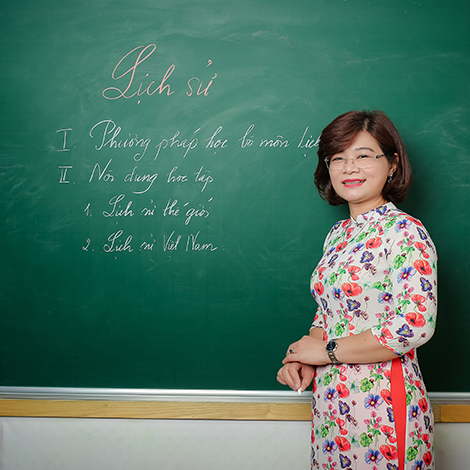 Lịch sử
I. Phương pháp học bộ môn Lịch
II. Nội dung học tập
1. Lịch sử thế giới
2. Lịch sử Việt Nam.